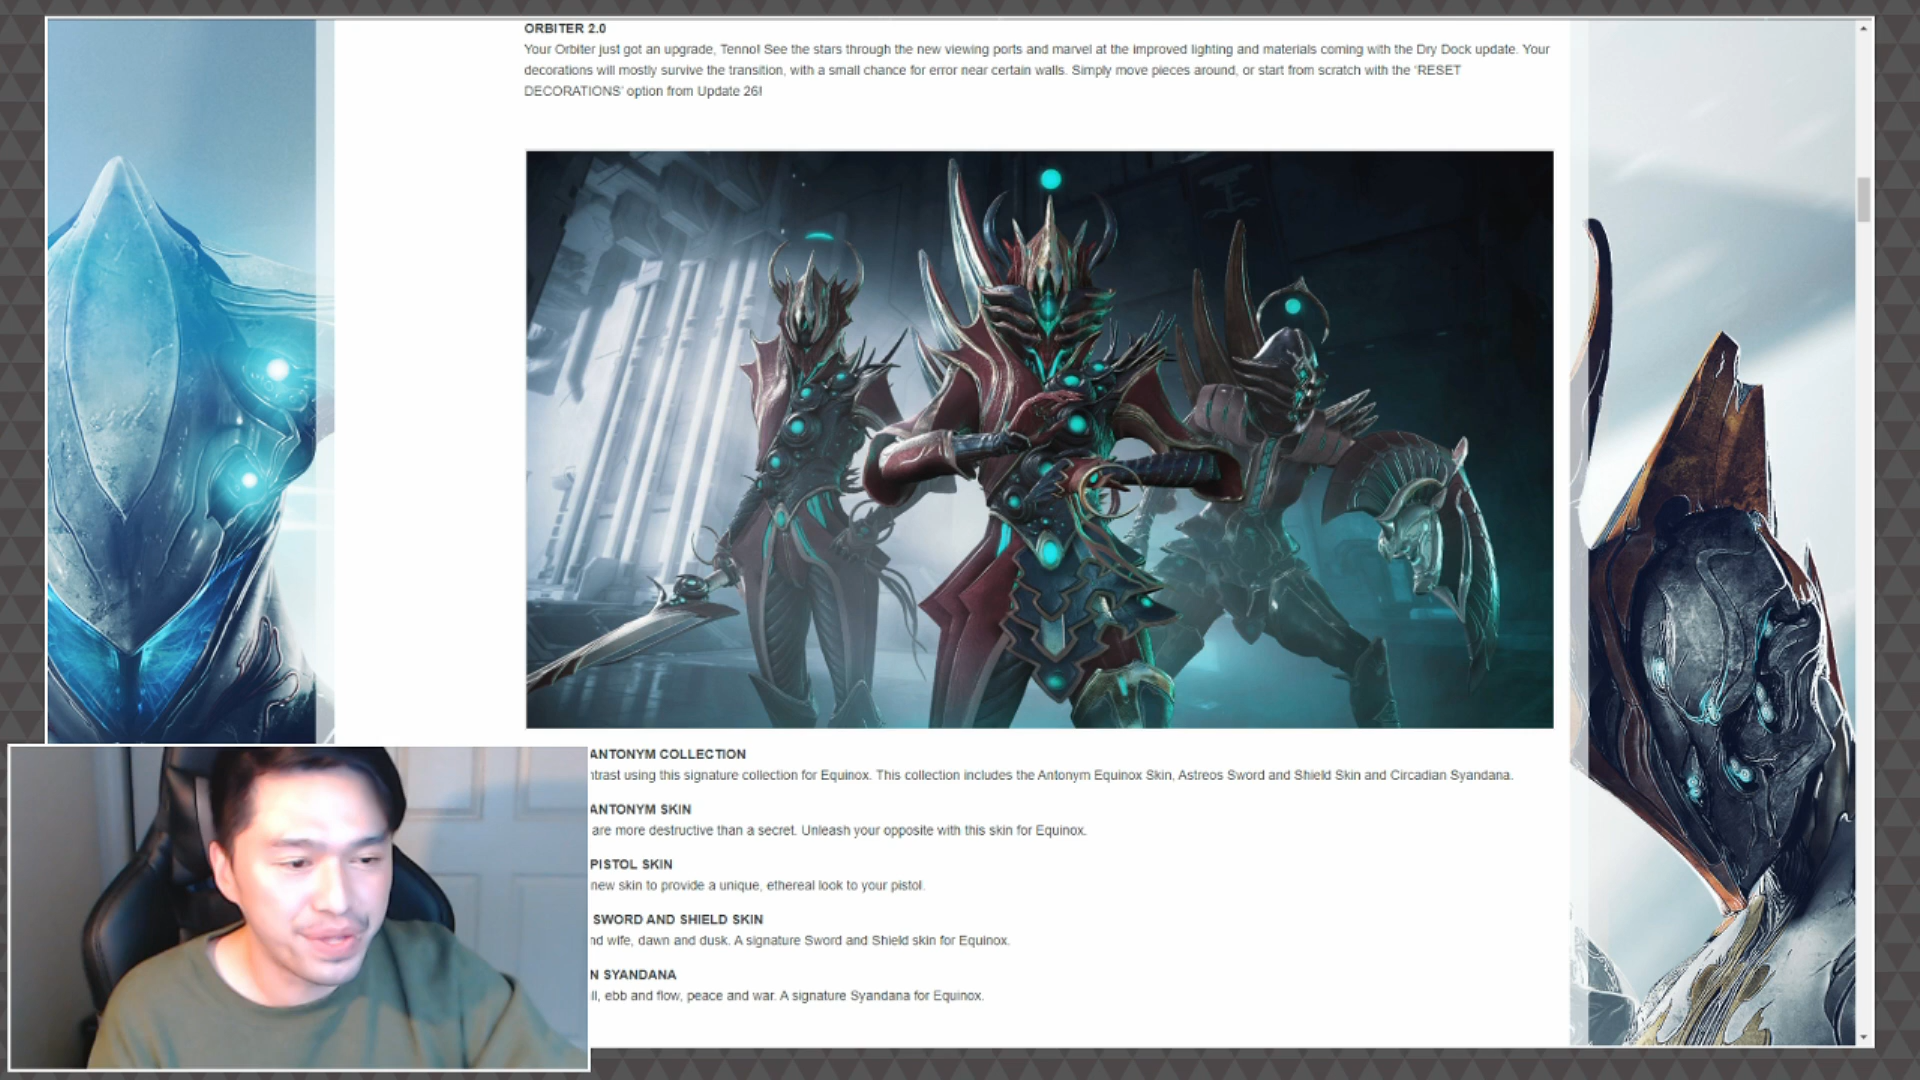 ORBITER 2.0
Your Orbiter just got an upgrade, Tenno! See the stars through the new viewing ports and marvel at the improved lighting and materials coming with the Dry Dock update. Your
decorations will mostly survive the transition, with a small chance for error near certain walls. Simply move pieces around, or start from scratch with the 'RESET
DECORATIONS' option from Update 26!
ANTONYM COLLECTION
ntrast using this signature collection for Equinox. This collection includes the Antonym Equinox Skin, Astreos Sword and Shield Skin and Circadian Syandana.
ANTONYM SKIN
are more destructive than a secret. Unleash your opposite with this skin for Equinox.
PISTOL SKIN
new skin to provide a unique, ethereal look to your pistol.
SWORD AND SHIELD SKIN
nd wife, dawn and dusk. A signature Sword and Shield skin for Equinox.
N SYANDANA
ll, ebb and flow, peace and war. A signature Syandana for Equinox.